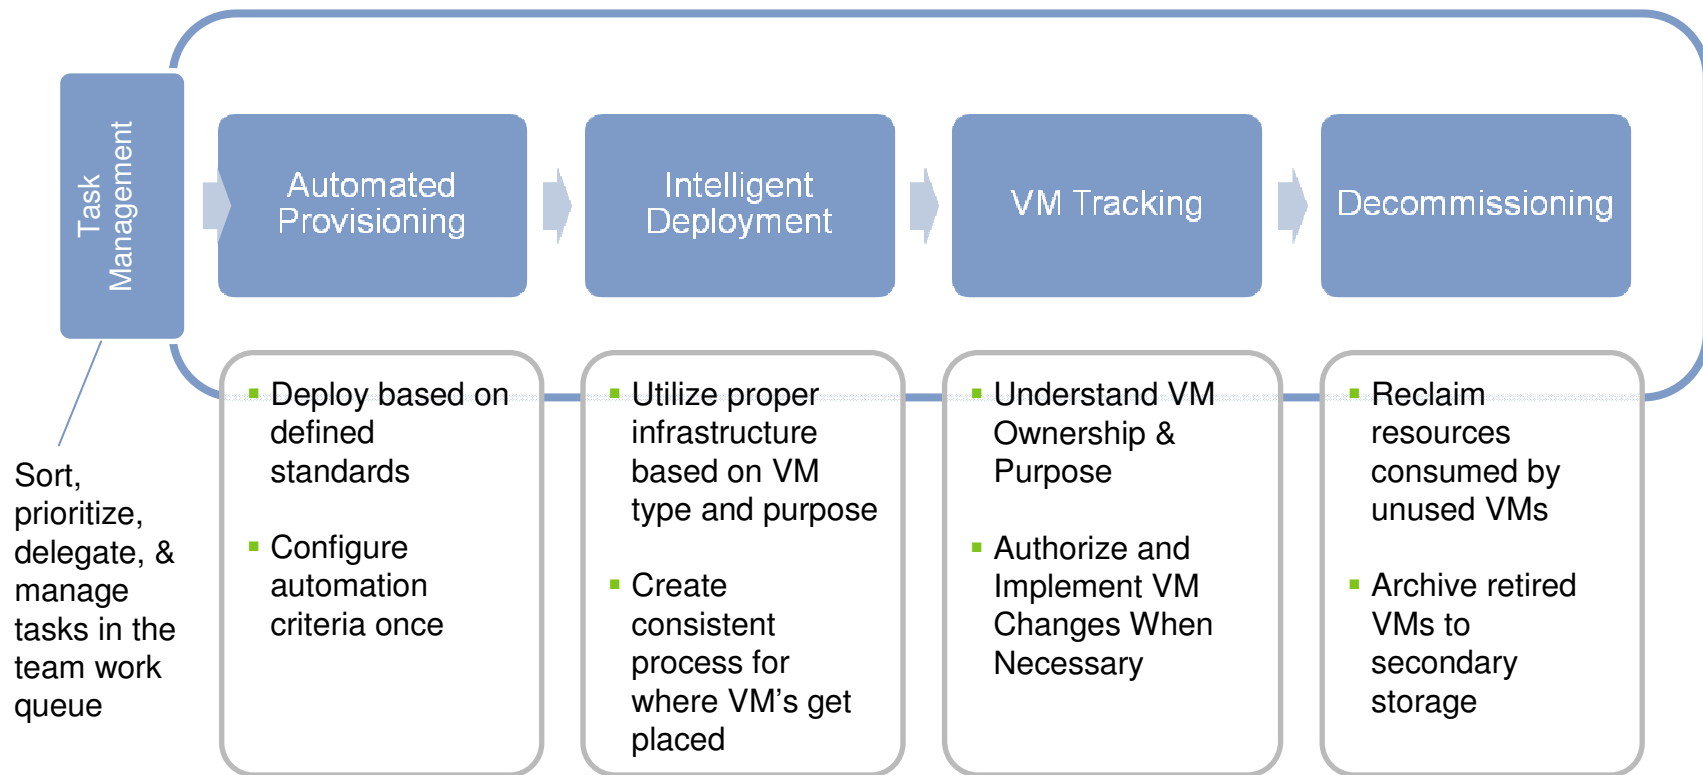 Task
Management
Automated
Provisioning
Intelligent
Deployment
VM Tracking
Decommissioning
Sort,
prioritize,
delegate, &
manage
tasks in the
team work
queue
▪ Deploy based on
defined
standards
▪ Configure
automation
criteria once
▪ Utilize proper
infrastructure
based on VM
type and purpose
▪ Create
consistent
process for
where VM’s get
placed
▪ Understand VM
Ownership &
Purpose
▪ Authorize and
Implement VM
Changes When
Necessary
▪ Reclaim
resources
consumed by
unused VMs
▪ Archive retired
VMs to
secondary
storage